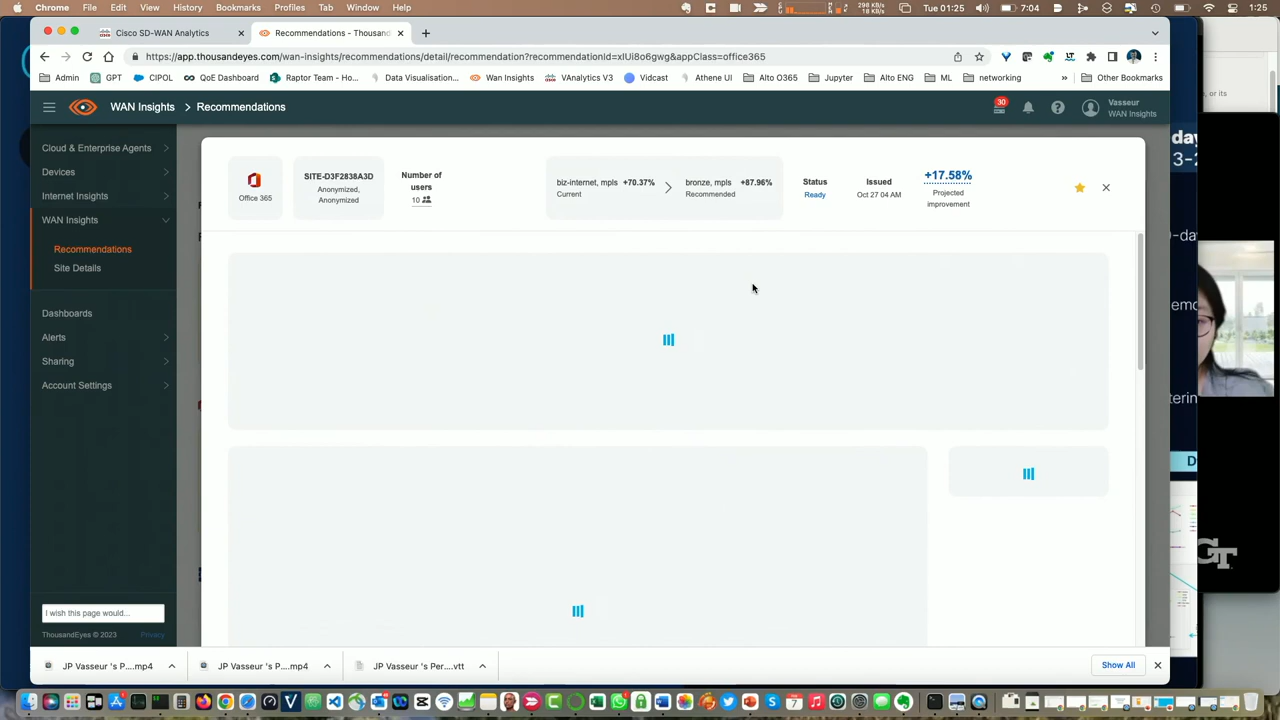 Chrome File Edit View History Bookmarks Profiles Tab Window Help
298 KB/s
Tue 01:25
Cisco SD-WAN Analytics
Recommendations - Thousand
https://app.thousandeyes.com/wan-insights/recommendations/detail/recommendation?recommendationId=xIUi8o6gwg&appClass=office365
Admin GPT CIPOL QoE Dashboard Raptor Team - Ho... Data Visualisation... Wan Insights VAnalytics V3 Vidcast Athene UI Alto O365 Jupyter Alto ENG ML networking » Other Bookmarks
WAN Insights > Recommendations
30
Vasseur
WAN Insights
Cloud & Enterprise Agents
Devices
Internet Insights
WAN Insights
Recommendations
Site Details
Dashboards
Alerts
Sharing
Account Settings
I wish this page would...
ThousandEyes © 2023 Privacy
Office 365
SITE-D3F2838A3D
Anonymized,
Anonymized
Number of
users
10
biz-internet, mpls +70.37%
Current
bronze, mpls +87.96%
Recommended
Status
Ready
Issued
Oct 27 04 AM
+17.58%
Projected
improvement
JP Vasseur 's P....mp4
JP Vasseur 's P....mp4
JP Vasseur 's Per....vtt
Show All
GT